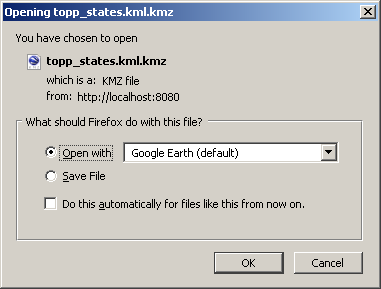 Opening topp_states.kml.kmz
You have chosen to open
topp_states.kml.kmz
which is a: KMZ file
from: http://localhost:8080
What should Firefox do with this file?
Open with
Google Earth (default)
Save File
Do this automatically for files like this from now on.
OK
Cancel